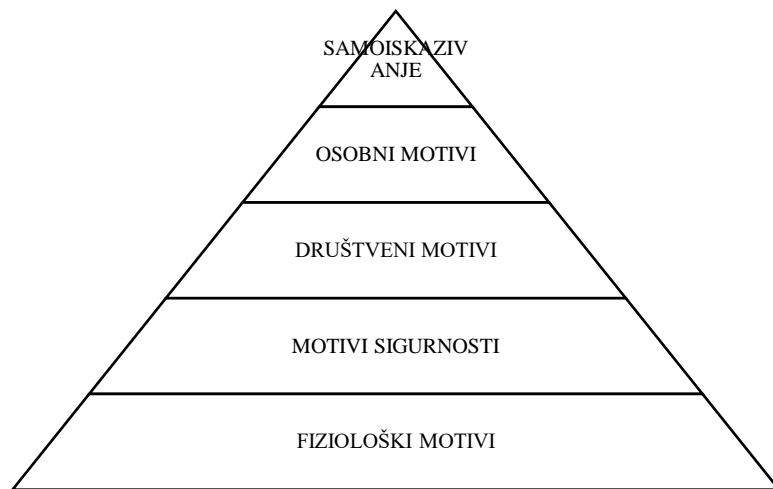 SAMOISKAZIV
ANJE
OSOBNI MOTIVI
DRUŠTVENI MOTIVI
MOTIVI SIGURNOSTI
FIZIOLOŠKI MOTIVI